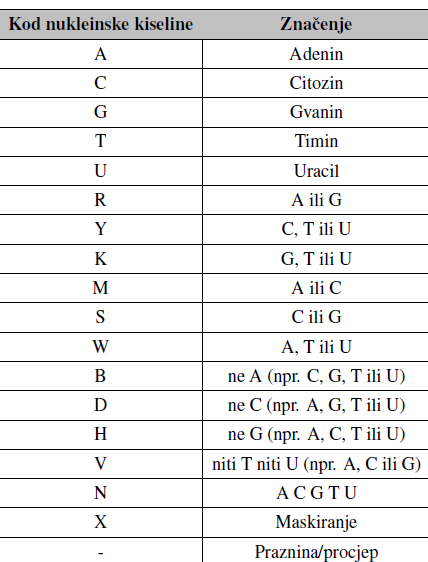 Kod nukleinske kiseline Značenje
A Adenin
C Citozin
G Gvanin
T Timin
U Uracil
R A ili G
Y C, T ili U
K G, T ili U
M A ili C
S C ili G
W A, T ili U
B ne A (npr. C, G, T ili U)
D ne C (npr. A, G, T ili U)
H ne G (npr. A, C, T ili U)
V niti T niti U (npr. A, C ili G)
N A C G T U
X Maskiranje
- Praznina/procjep